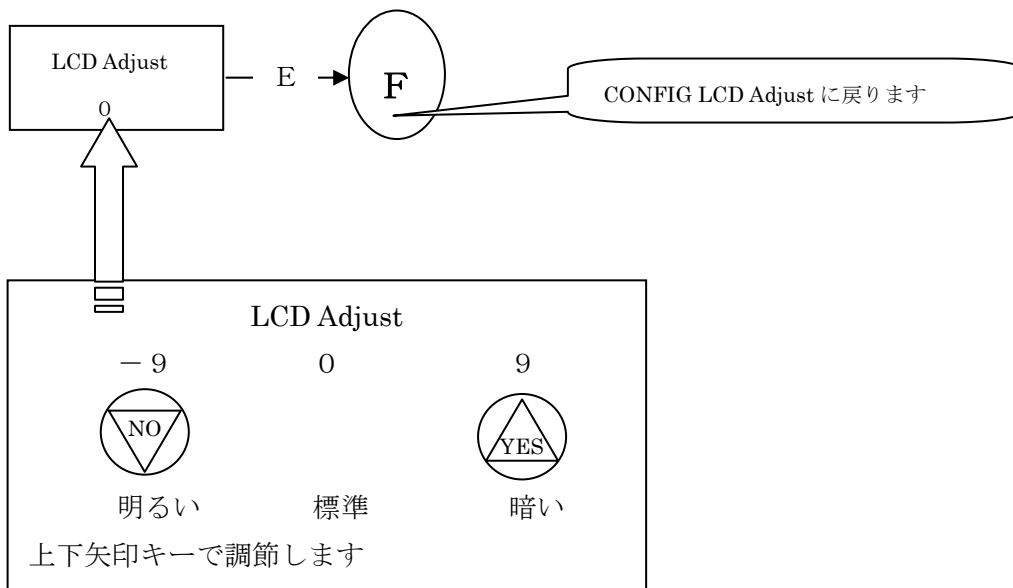 LCD Adjust
0
E
F
CONFIG LCD Adjust に戻ります
LCD Adjust
－９ ０ ９
NO YES
明るい 標準 暗い
上下矢印キーで調節します